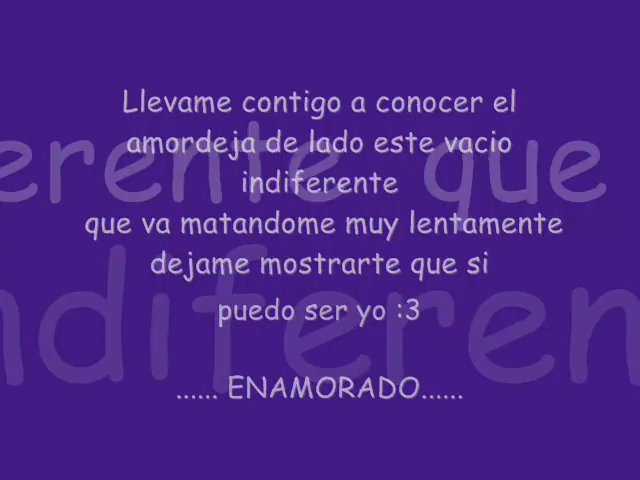 Llevame contigo a conocer el
amordeja de lado este vacio
indiferente
que va matandome muy lentamente
dejame mostrarte que si
puedo ser yo :3
...... ENAMORADO......
erente que
ndiferen